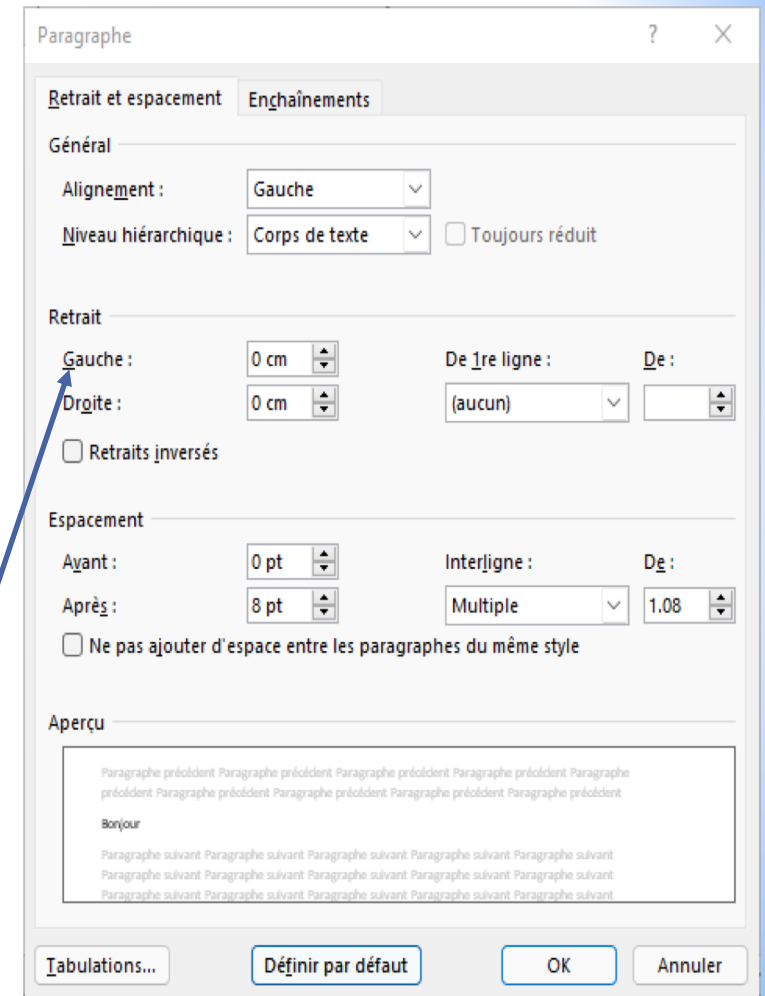 Paragraphe ? ×
Retrait et espacement Enchaînements
Général
Alignement : Gauche
Niveau hiérarchique : Corps de texte Toujours réduit
Retrait
Gauche : 0 cm De 1re ligne : De :
Droite : 0 cm (aucun)
Retraits inversés
Espacement
Avant : 0 pt Interligne : De :
Après : 8 pt Multiple 1.08
Ne pas ajouter d'espace entre les paragraphes du même style
Aperçu
Paragraphe précédent Paragraphe précédent Paragraphe précédent Paragraphe précédent Paragraphe
précédent Paragraphe précédent Paragraphe précédent Paragraphe précédent Paragraphe précédent
Bonjour
Paragraphe suivant Paragraphe suivant Paragraphe suivant Paragraphe suivant Paragraphe suivant
Paragraphe suivant Paragraphe suivant Paragraphe suivant Paragraphe suivant Paragraphe suivant
Paragraphe suivant Paragraphe suivant Paragraphe suivant Paragraphe suivant Paragraphe suivant
Tabulations... Définir par défaut OK Annuler